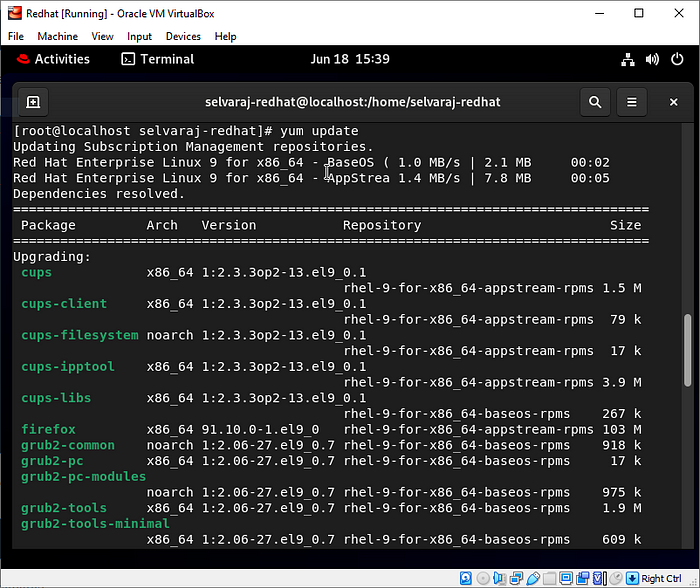 Redhat [Running] - Oracle VM VirtualBox
File Machine View Input Devices Help
Activities Terminal Jun 18 15:39
selvaraj-redhat@localhost:/home/selvaraj-redhat
[root@localhost selvaraj-redhat]# yum update
Updating Subscription Management repositories.
Red Hat Enterprise Linux 9 for x86_64 - BaseOS ( 1.0 MB/s | 2.1 MB 00:02
Red Hat Enterprise Linux 9 for x86_64 - AppStrea 1.4 MB/s | 7.8 MB 00:05
Dependencies resolved.
================================================================================
Package Arch Version Repository Size
================================================================================
Upgrading:
cups x86_64 1:2.3.3op2-13.el9_0.1
rhel-9-for-x86_64-appstream-rpms 1.5 M
cups-client x86_64 1:2.3.3op2-13.el9_0.1
rhel-9-for-x86_64-appstream-rpms 79 k
cups-filesystem noarch 1:2.3.3op2-13.el9_0.1
rhel-9-for-x86_64-appstream-rpms 17 k
cups-ipptool x86_64 1:2.3.3op2-13.el9_0.1
rhel-9-for-x86_64-appstream-rpms 3.9 M
cups-libs x86_64 1:2.3.3op2-13.el9_0.1
rhel-9-for-x86_64-baseos-rpms 267 k
firefox x86_64 91.10.0-1.el9_0 rhel-9-for-x86_64-appstream-rpms 103 M
grub2-common noarch 1:2.06-27.el9_0.7 rhel-9-for-x86_64-baseos-rpms 918 k
grub2-pc x86_64 1:2.06-27.el9_0.7 rhel-9-for-x86_64-baseos-rpms 17 k
grub2-pc-modules
noarch 1:2.06-27.el9_0.7 rhel-9-for-x86_64-baseos-rpms 975 k
grub2-tools x86_64 1:2.06-27.el9_0.7 rhel-9-for-x86_64-baseos-rpms 1.9 M
grub2-tools-minimal
x86_64 1:2.06-27.el9_0.7 rhel-9-for-x86_64-baseos-rpms 609 k
Right Ctrl